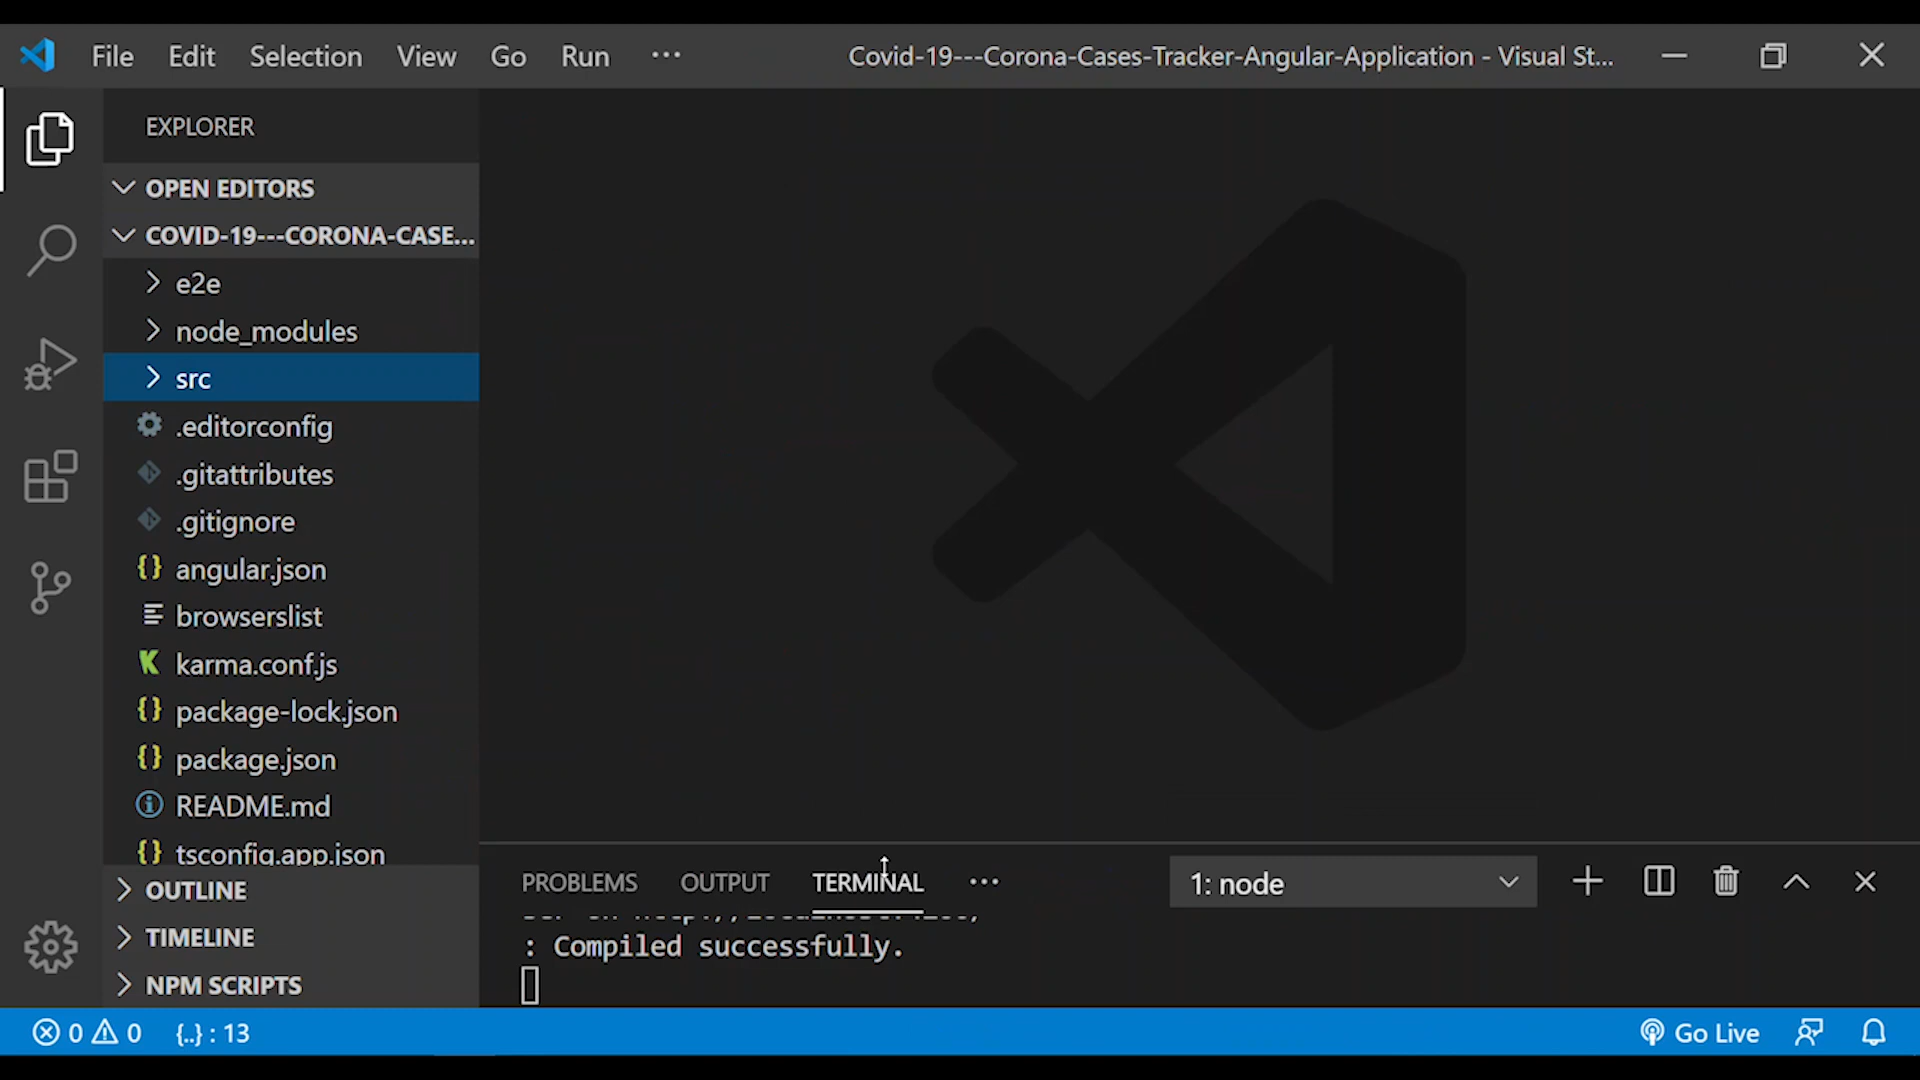 File Edit Selection View Go Run ···
Covid-19---Corona-Cases-Tracker-Angular-Application - Visual St...
EXPLORER
OPEN EDITORS
COVID-19---CORONA-CASE...
e2e
node_modules
src
.editorconfig
.gitattributes
.gitignore
angular.json
browserslist
karma.conf.js
package-lock.json
package.json
README.md
tsconfig.app.json
OUTLINE
TIMELINE
NPM SCRIPTS
PROBLEMS OUTPUT TERMINAL ··· 1: node
: Compiled successfully.
0 0 {..} : 13 Go Live